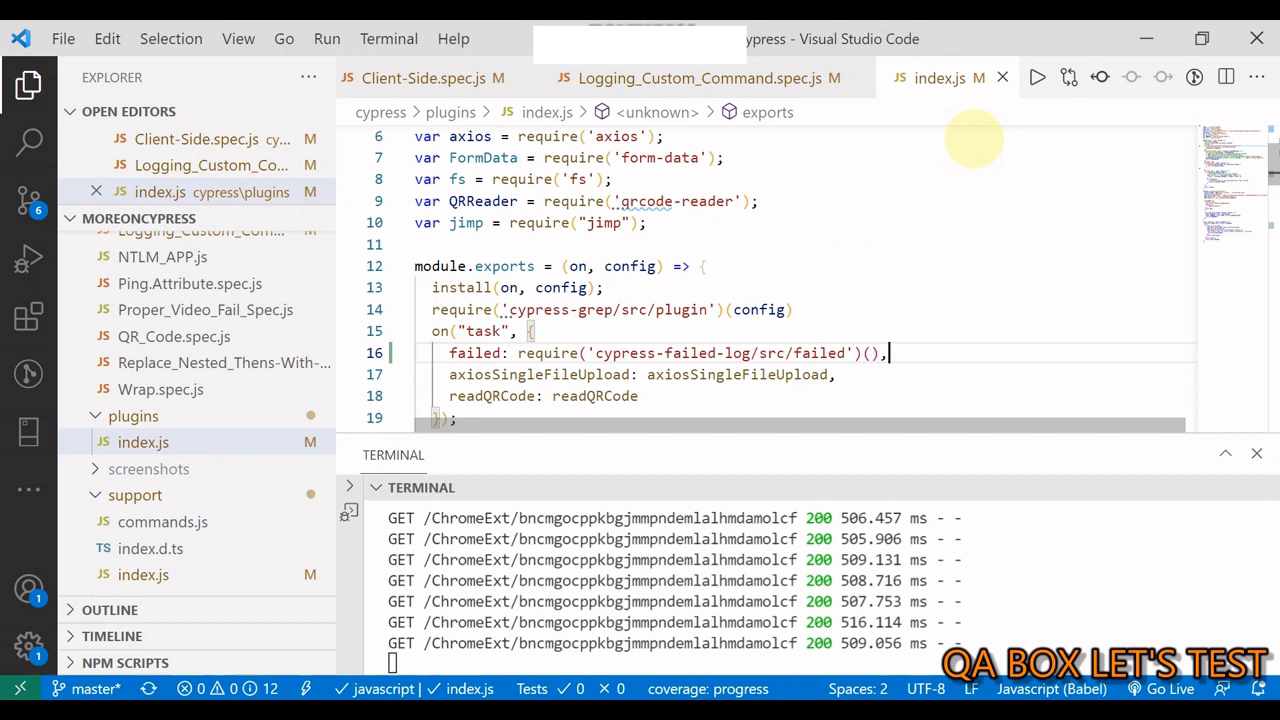 File Edit Selection View Go Run Terminal Help ypress - Visual Studio Code
EXPLORER
OPEN EDITORS
Client-Side.spec.js cy... M
Logging_Custom_Co... M
index.js cypress\plugins M
MOREONCYPRESS
Logging_Custom_Co... M
NTLM_APP.js
Ping.Attribute.spec.js
Proper_Video_Fail_Spec.js
QR_Code.spec.js
Replace_Nested_Thens-With-...
Wrap.spec.js
plugins
index.js M
screenshots
support
commands.js
index.d.ts
index.js M
OUTLINE
TIMELINE
NPM SCRIPTS
6
1
1
Client-Side.spec.js M Logging_Custom_Command.spec.js M index.js M
cypress > plugins > index.js > <unknown> > exports
6 var axios = require('axios');
7 var FormData = require('form-data');
8 var fs = require('fs');
9 var QRReader = require('qrcode-reader');
10 var jimp = require("jimp");
11
12 module.exports = (on, config) => {
13 install(on, config);
14 require('cypress-grep/src/plugin')(config)
15 on("task", {
16 failed: require('cypress-failed-log/src/failed')(),
17 axiosSingleFileUpload: axiosSingleFileUpload,
18 readQRCode: readQRCode
19 });
TERMINAL
TERMINAL
GET /ChromeExt/bncmgocppkbgjmmpndemlalhmdamolcf 200 506.457 ms - -
GET /ChromeExt/bncmgocppkbgjmmpndemlalhmdamolcf 200 505.906 ms - -
GET /ChromeExt/bncmgocppkbgjmmpndemlalhmdamolcf 200 509.131 ms - -
GET /ChromeExt/bncmgocppkbgjmmpndemlalhmdamolcf 200 508.716 ms - -
GET /ChromeExt/bncmgocppkbgjmmpndemlalhmdamolcf 200 507.753 ms - -
GET /ChromeExt/bncmgocppkbgjmmpndemlalhmdamolcf 200 516.114 ms - -
GET /ChromeExt/bncmgocppkbgjmmpndemlalhmdamolcf 200 509.056 ms - -
QA BOX LET'S TEST
master* 0 0 12 javascript | index.js Tests 0 0 coverage: progress Spaces: 2 UTF-8 LF Javascript (Babel) Go Live